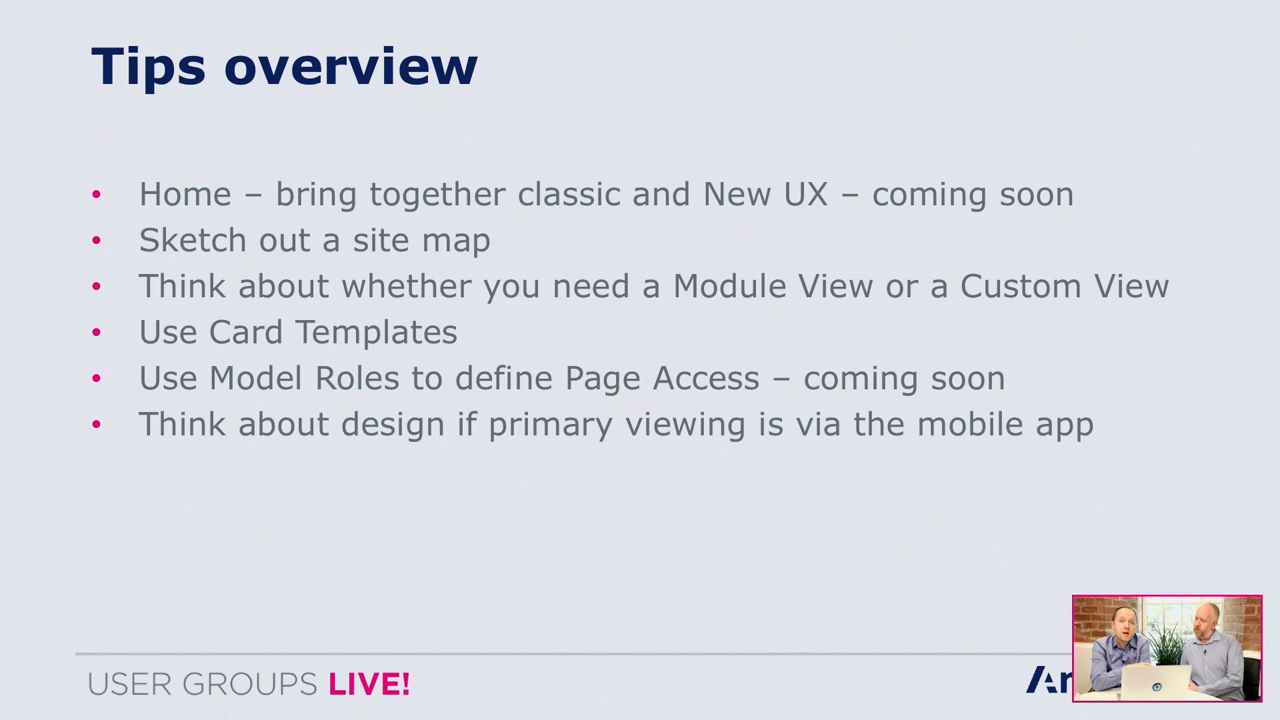 Tips overview
• Home – bring together classic and New UX – coming soon
• Sketch out a site map
• Think about whether you need a Module View or a Custom View
• Use Card Templates
• Use Model Roles to define Page Access – coming soon
• Think about design if primary viewing is via the mobile app
USER GROUPS LIVE!